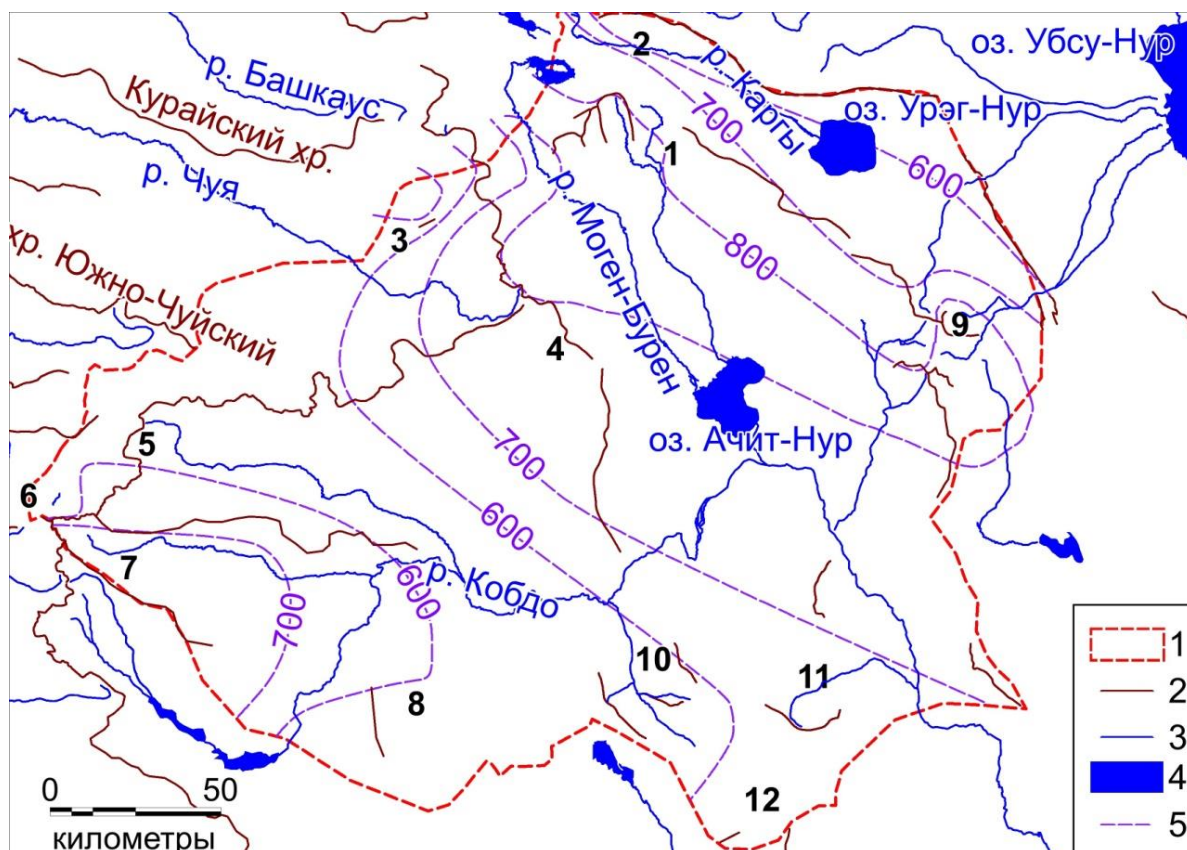 оз. Убсу-Нур
2
р. Каргы
р. Башкаус
700
оз. Урэг-Нур
Курайский хр.
1
600
р. Чуя
р. Моген-Бурен
3
800
хр. Южно-Чуйский
9
4
оз. Ачит-Нур
5
700
6
600
7
р. Кобдо
600
700
10
11
8
12
0 50
километры
1
2
3
4
5